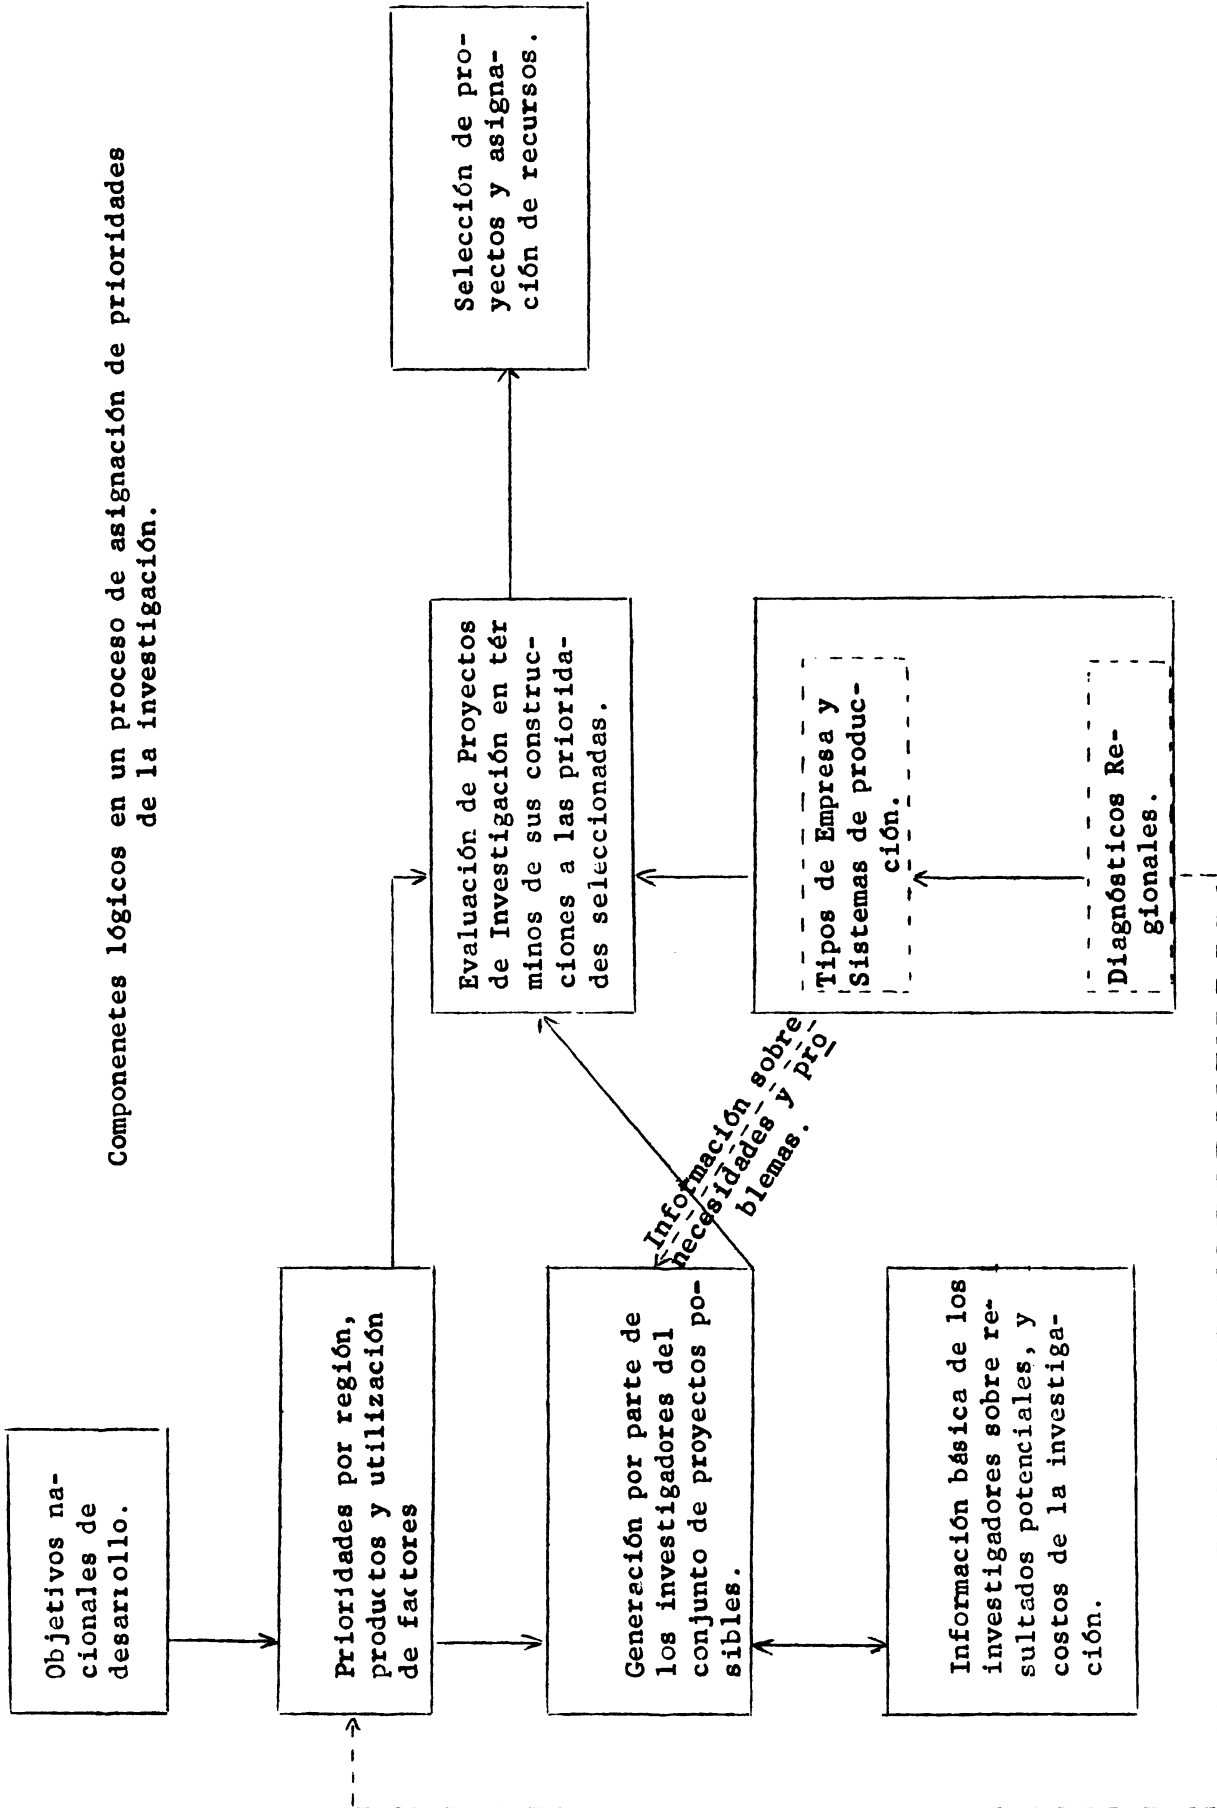 Componenetes lógicos en un proceso de asignación de prioridades
de la investigación.
Objetivos na-
cionales de
desarrollo.
Prioridades por región,
productos y utilización
de factores
Generación por parte de
los investigadores del
conjunto de proyectos po-
sibles.
Información básica de los
investigadores sobre re-
sultados potenciales, y
costos de la investiga-
ción.
Información sobre
necesidades y pro
blemas.
Evaluación de Proyectos
de Investigación en tér
minos de sus construc-
ciones a las priorida-
des seleccionadas.
Tipos de Empresa y
Sistemas de produc-
ción.
Diagnósticos Re-
gionales.
Selección de pro-
yectos y asigna-
ción de recursos.